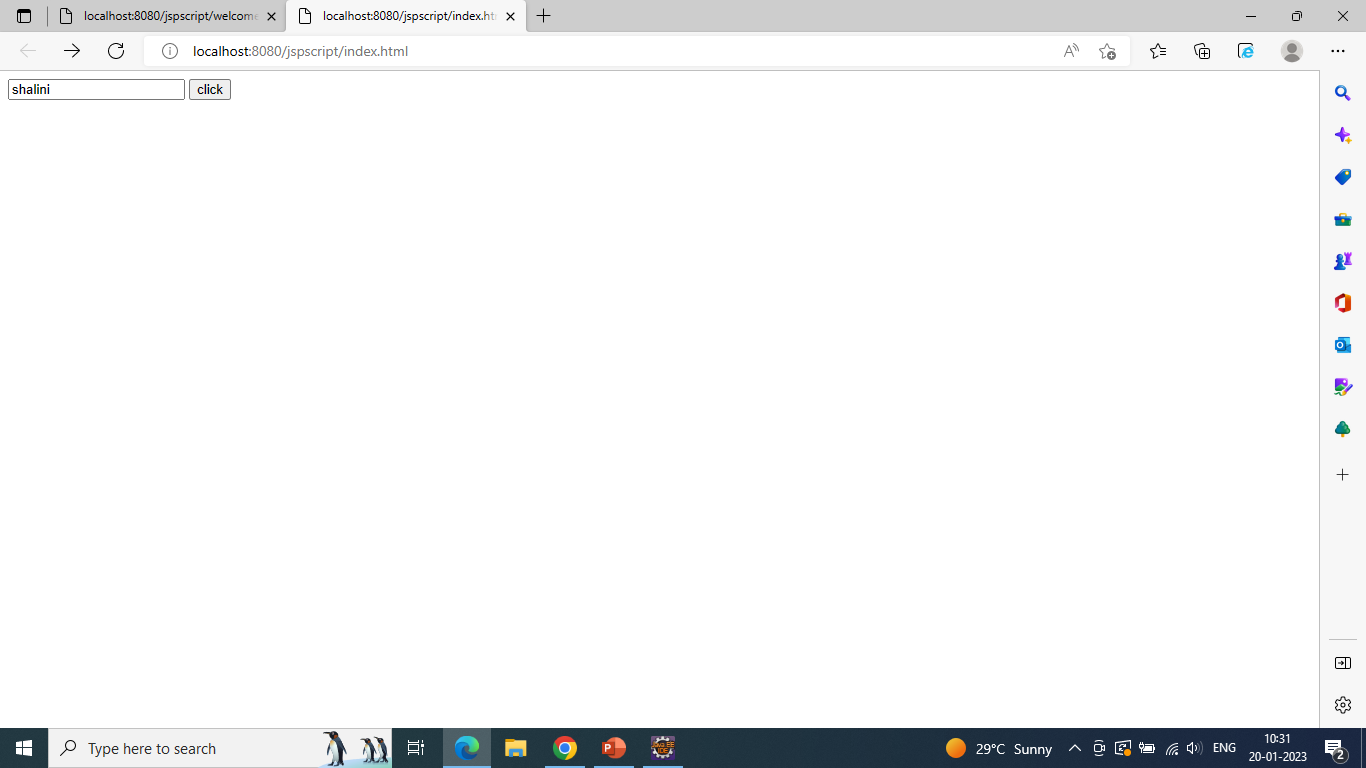 localhost:8080/jspscript/welcome
localhost:8080/jspscript/index.ht
localhost:8080/jspscript/index.html
shalini click
Type here to search
29°C Sunny
ENG
10:31
20-01-2023
2